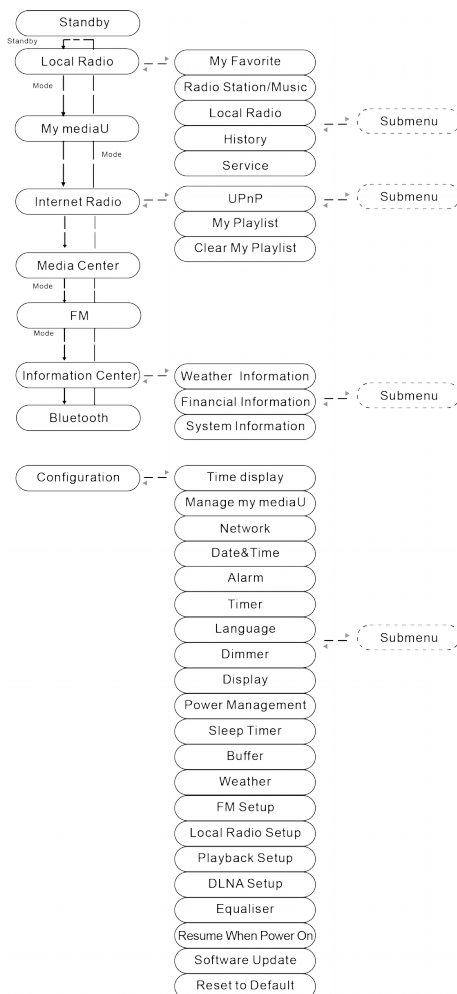 Standby
Standby
Local Radio
My Favorite
Mode
Radio Station/Music
Local Radio
Submenu
My mediaU
History
Mode
Service
Internet Radio
UPnP
Submenu
My Playlist
Clear My Playlist
Media Center
Mode
FM
Mode
Information Center
Weather Information
Financial Information
Submenu
Bluetooth
System Information
Configuration
Time display
Manage my mediaU
Network
Date&Time
Alarm
Timer
Language
Submenu
Dimmer
Display
Power Management
Sleep Timer
Buffer
Weather
FM Setup
Local Radio Setup
Playback Setup
DLNA Setup
Equaliser
Resume When Power On
Software Update
Reset to Default